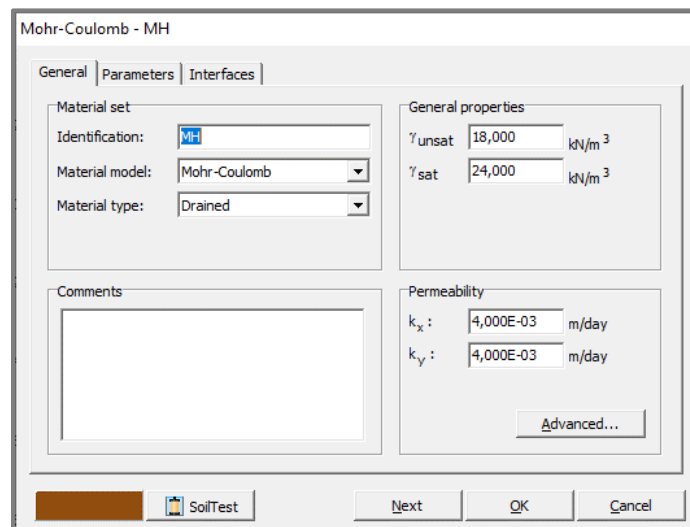 Mohr-Coulomb - MH
General Parameters Interfaces
Material set
Identification: MH
Material model: Mohr-Coulomb
Material type: Drained
General properties
γunsat 18,000 kN/m 3
γsat 24,000 kN/m 3
Comments
Permeability
kx : 4,000E-03 m/day
ky : 4,000E-03 m/day
Advanced...
SoilTest Next OK Cancel